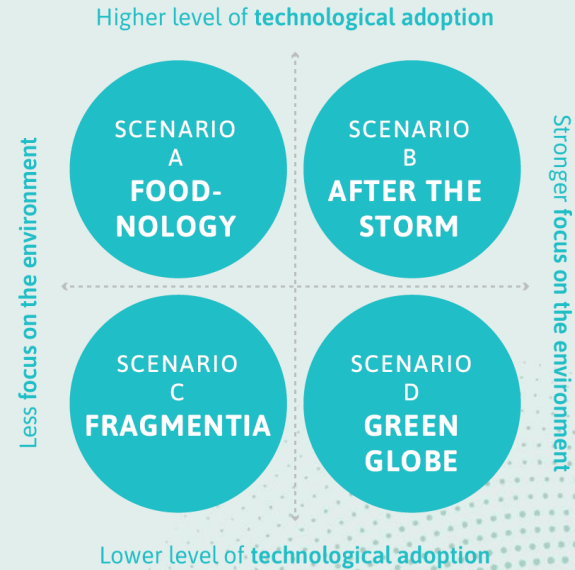 Higher level of technological adoption
Less focus on the environment
SCENARIO
A
FOOD-
NOLOGY
SCENARIO
B
AFTER THE
STORM
Stronger focus on the environment
SCENARIO
C
FRAGMENTIA
SCENARIO
D
GREEN
GLOBE
Lower level of technological adoption